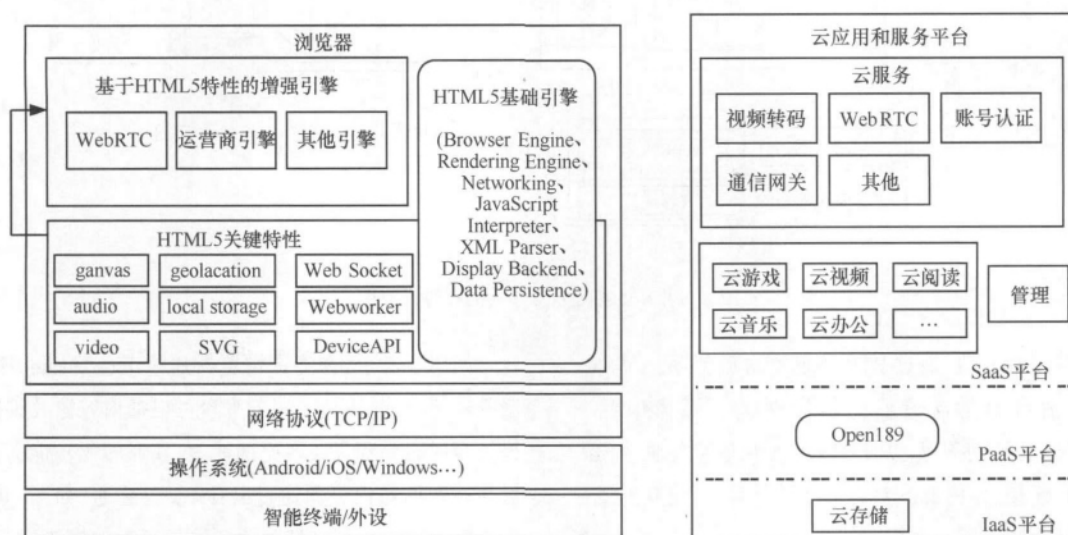 浏览器
基于HTML5特性的增强引擎
WebRTC
运营商引擎
其他引擎
HTML5基础引擎
(Browser Engine、
Rendering Engine、
Networking、
JavaScript
Interpreter、
XML Parser、
Display Backend、
Data Persistence)
HTML5关键特性
ganvas
geolacation
Web Socket
audio
local storage
Webworker
video
SVG
DeviceAPI
网络协议(TCP/IP)
操作系统(Android/iOS/Windows…)
智能终端/外设
云应用和服务平台
云服务
视频转码
WebRTC
账号认证
通信网关
其他
云游戏
云视频
云阅读
云音乐
云办公
…
管理
SaaS平台
Open189
PaaS平台
云存储
IaaS平台